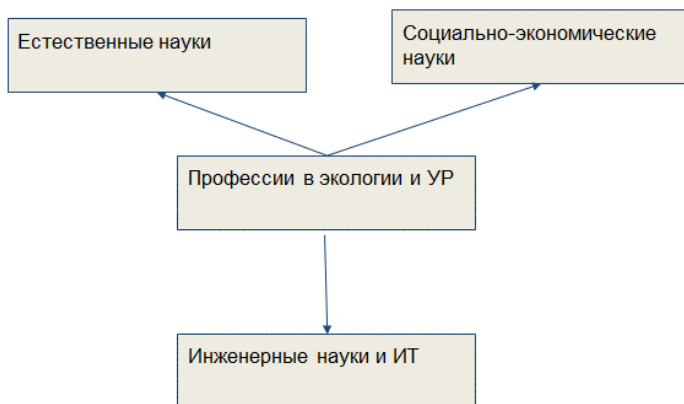 Естественные науки
Социально-экономические
науки
Профессии в экологии и УР
Инженерные науки и ИТ